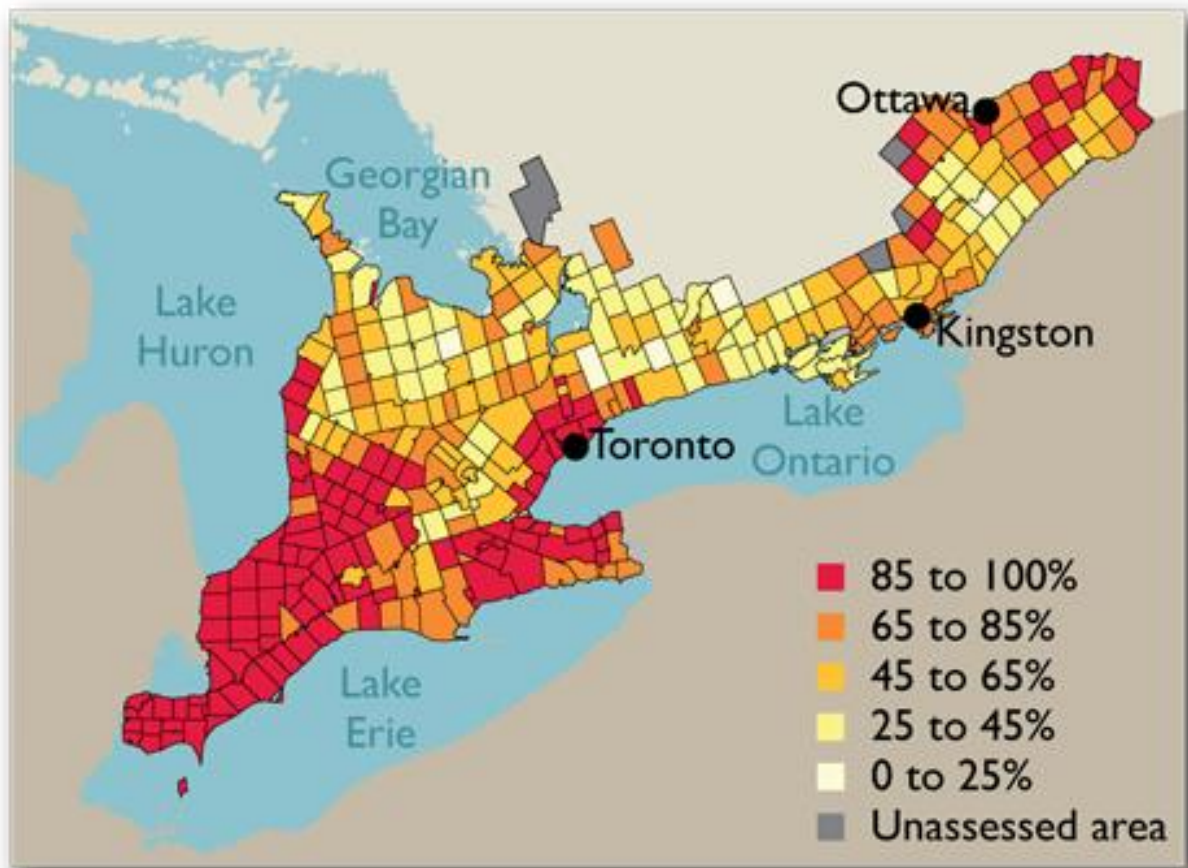 Ottawa
Georgian
Bay
Lake
Huron
Kingston
Lake
Ontario
Toronto
Lake
Erie
85 to 100%
65 to 85%
45 to 65%
25 to 45%
0 to 25%
Unassessed area